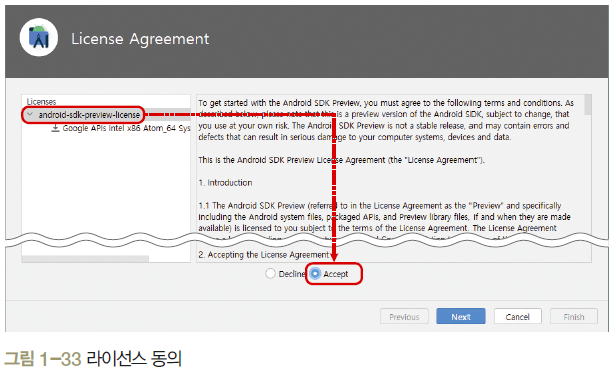 License Agreement
Licenses
android-sdk-preview-license
Google APIs Intel x86 Atom_64 Sys
To get started with the Android SDK Preview, you must agree to the following terms and conditions. As
described below, please note that this is a preview version of the Android SDK, subject to change, that
you use at your own risk. The Android SDK Preview is not a stable release, and may contain errors and
defects that can result in serious damage to your computer systems, devices and data.
This is the Android SDK Preview License Agreement (the "License Agreement").
1. Introduction
1.1 The Android SDK Preview (referred to in the License Agreement as the "Preview" and specifically
including the Android system files, packaged APIs, and Preview library files, if and when they are made
available) is licensed to you subject to the terms of the License Agreement. The License Agreement
2. Accepting the License Agreement
Decline
Accept
Previous
Next
Cancel
Finish
그림 1-33 라이선스 동의